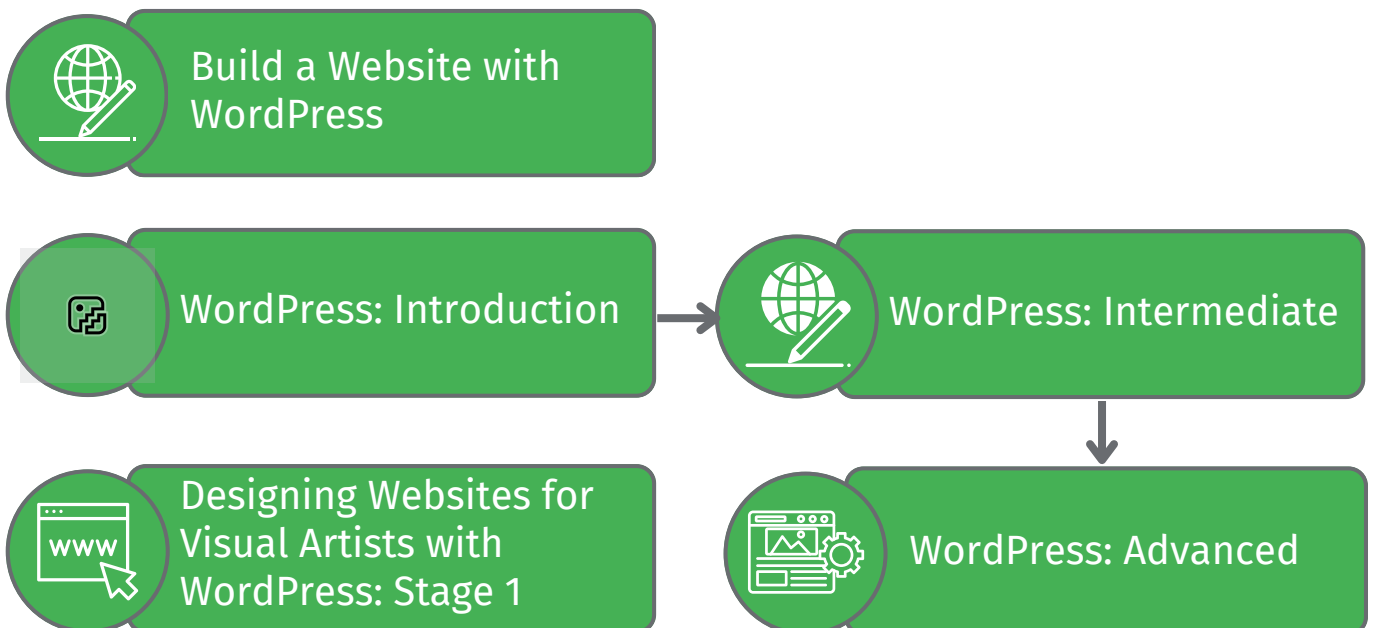 Build a Website with
WordPress
WordPress: Introduction
WordPress: Intermediate
Designing Websites for
Visual Artists with
WordPress: Stage 1
WWW
WordPress: Advanced